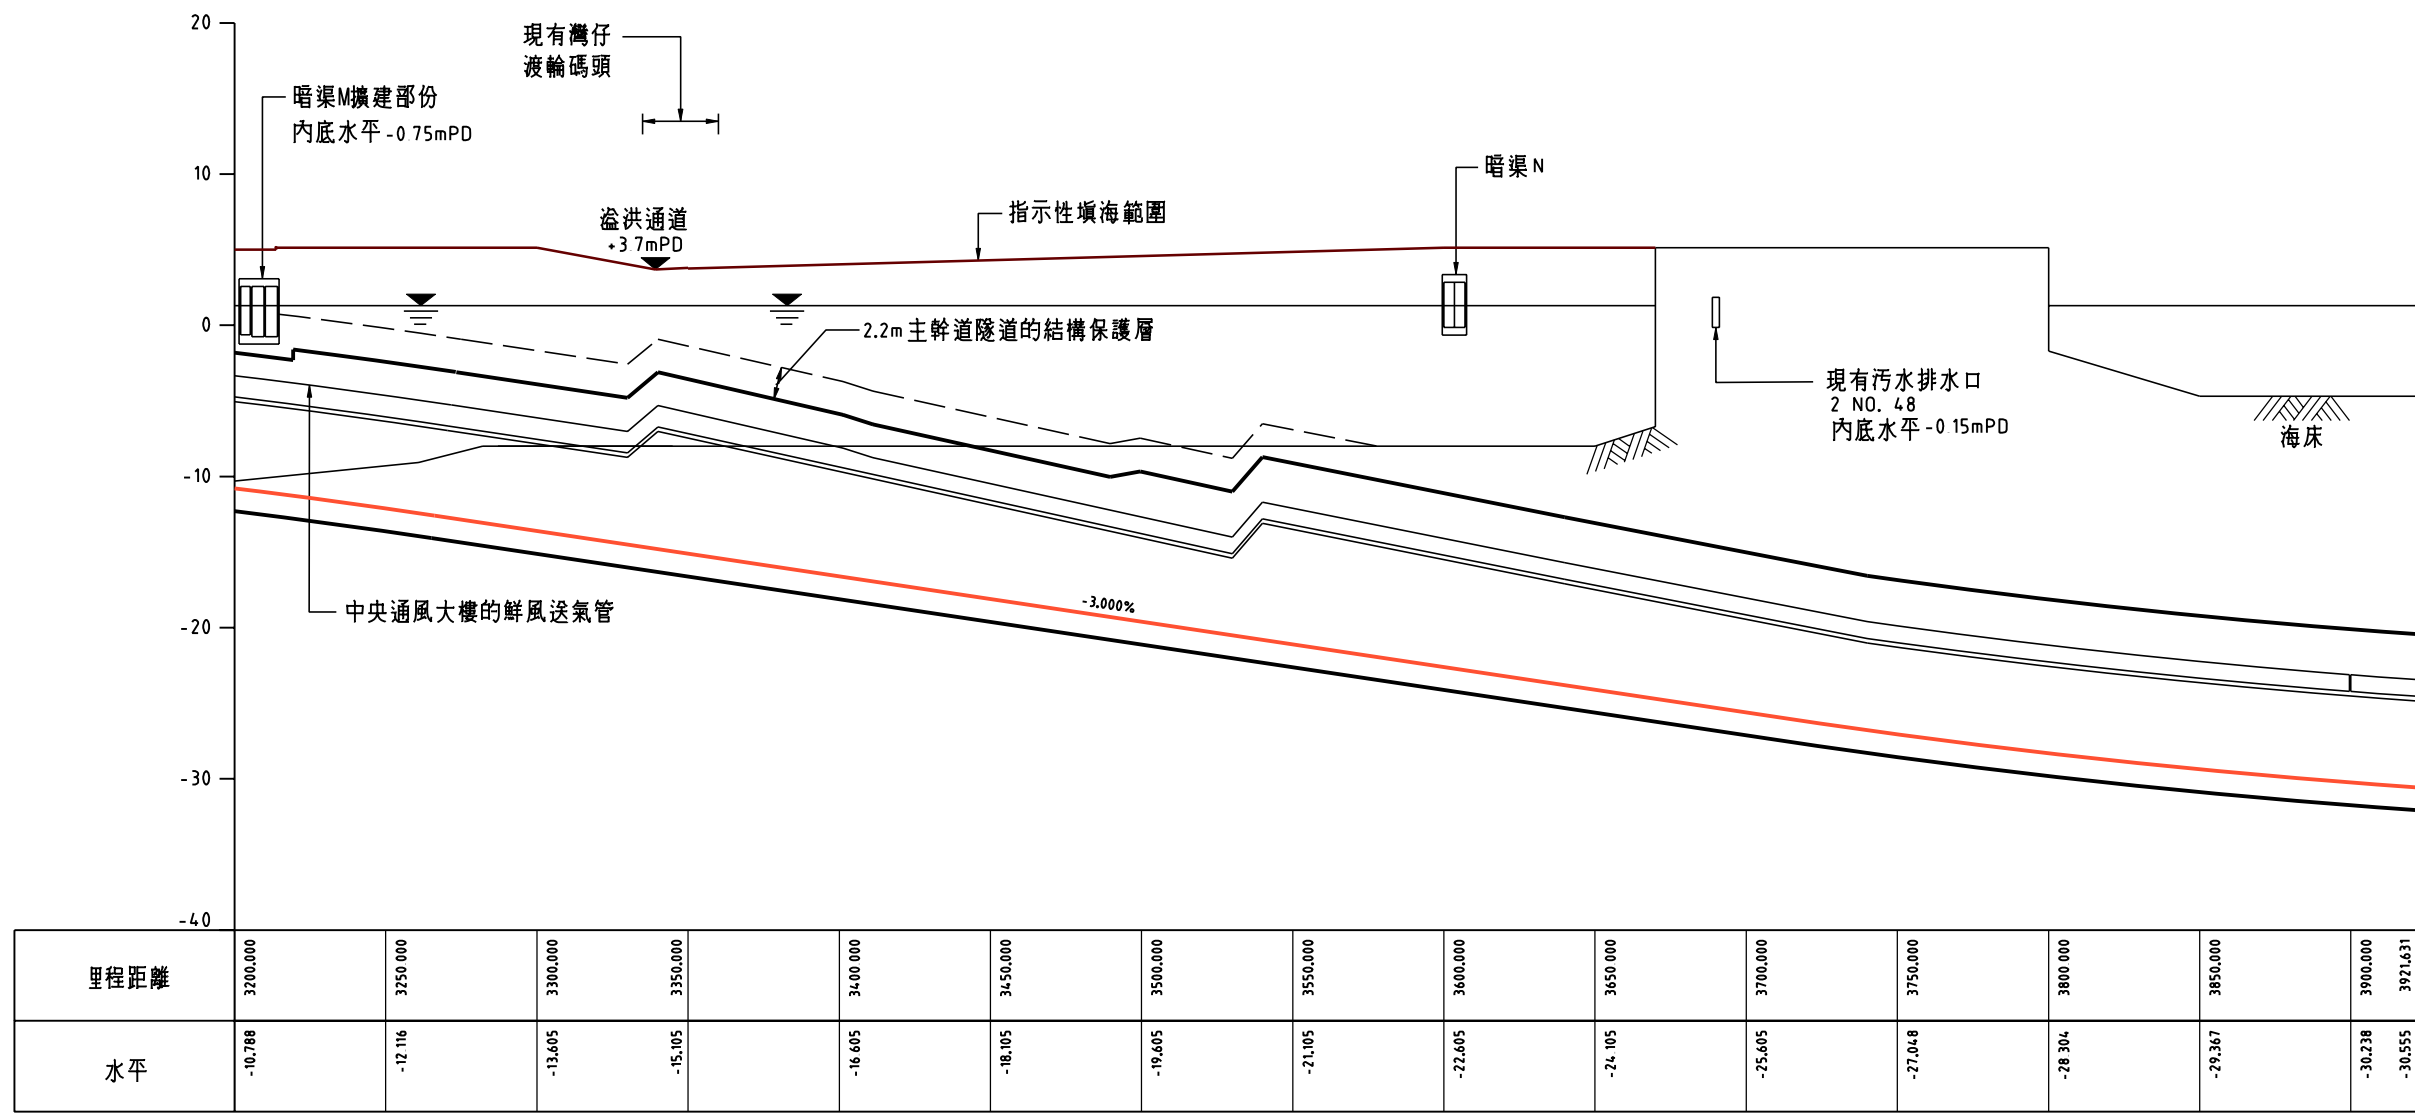 20
現有灣仔
渡輪碼頭
暗渠M擴建部份
內底水平-0.75mPD
10
暗渠N
指示性填海範圍
溢洪通道
+3.7mPD
0
2.2m主幹道隧道的結構保護層
現有污水排水口
2 NO. 48
內底水平-0.15mPD
海床
-10
中央通風大樓的鮮風送氣管
-3.000%
-20
-30
-40
里程距離 3200.000 3250.000 3300.000 3350.000 3400.000 3450.000 3500.000 3550.000 3600.000 3650.000 3700.000 3750.000 3800.000 3850.000 3900.000 3921.631
水平 -10.788 -12.116 -13.605 -15.105 -16.605 -18.105 -19.605 -21.105 -22.605 -24.105 -25.605 -27.048 -28.304 -29.367 -30.238 -30.555